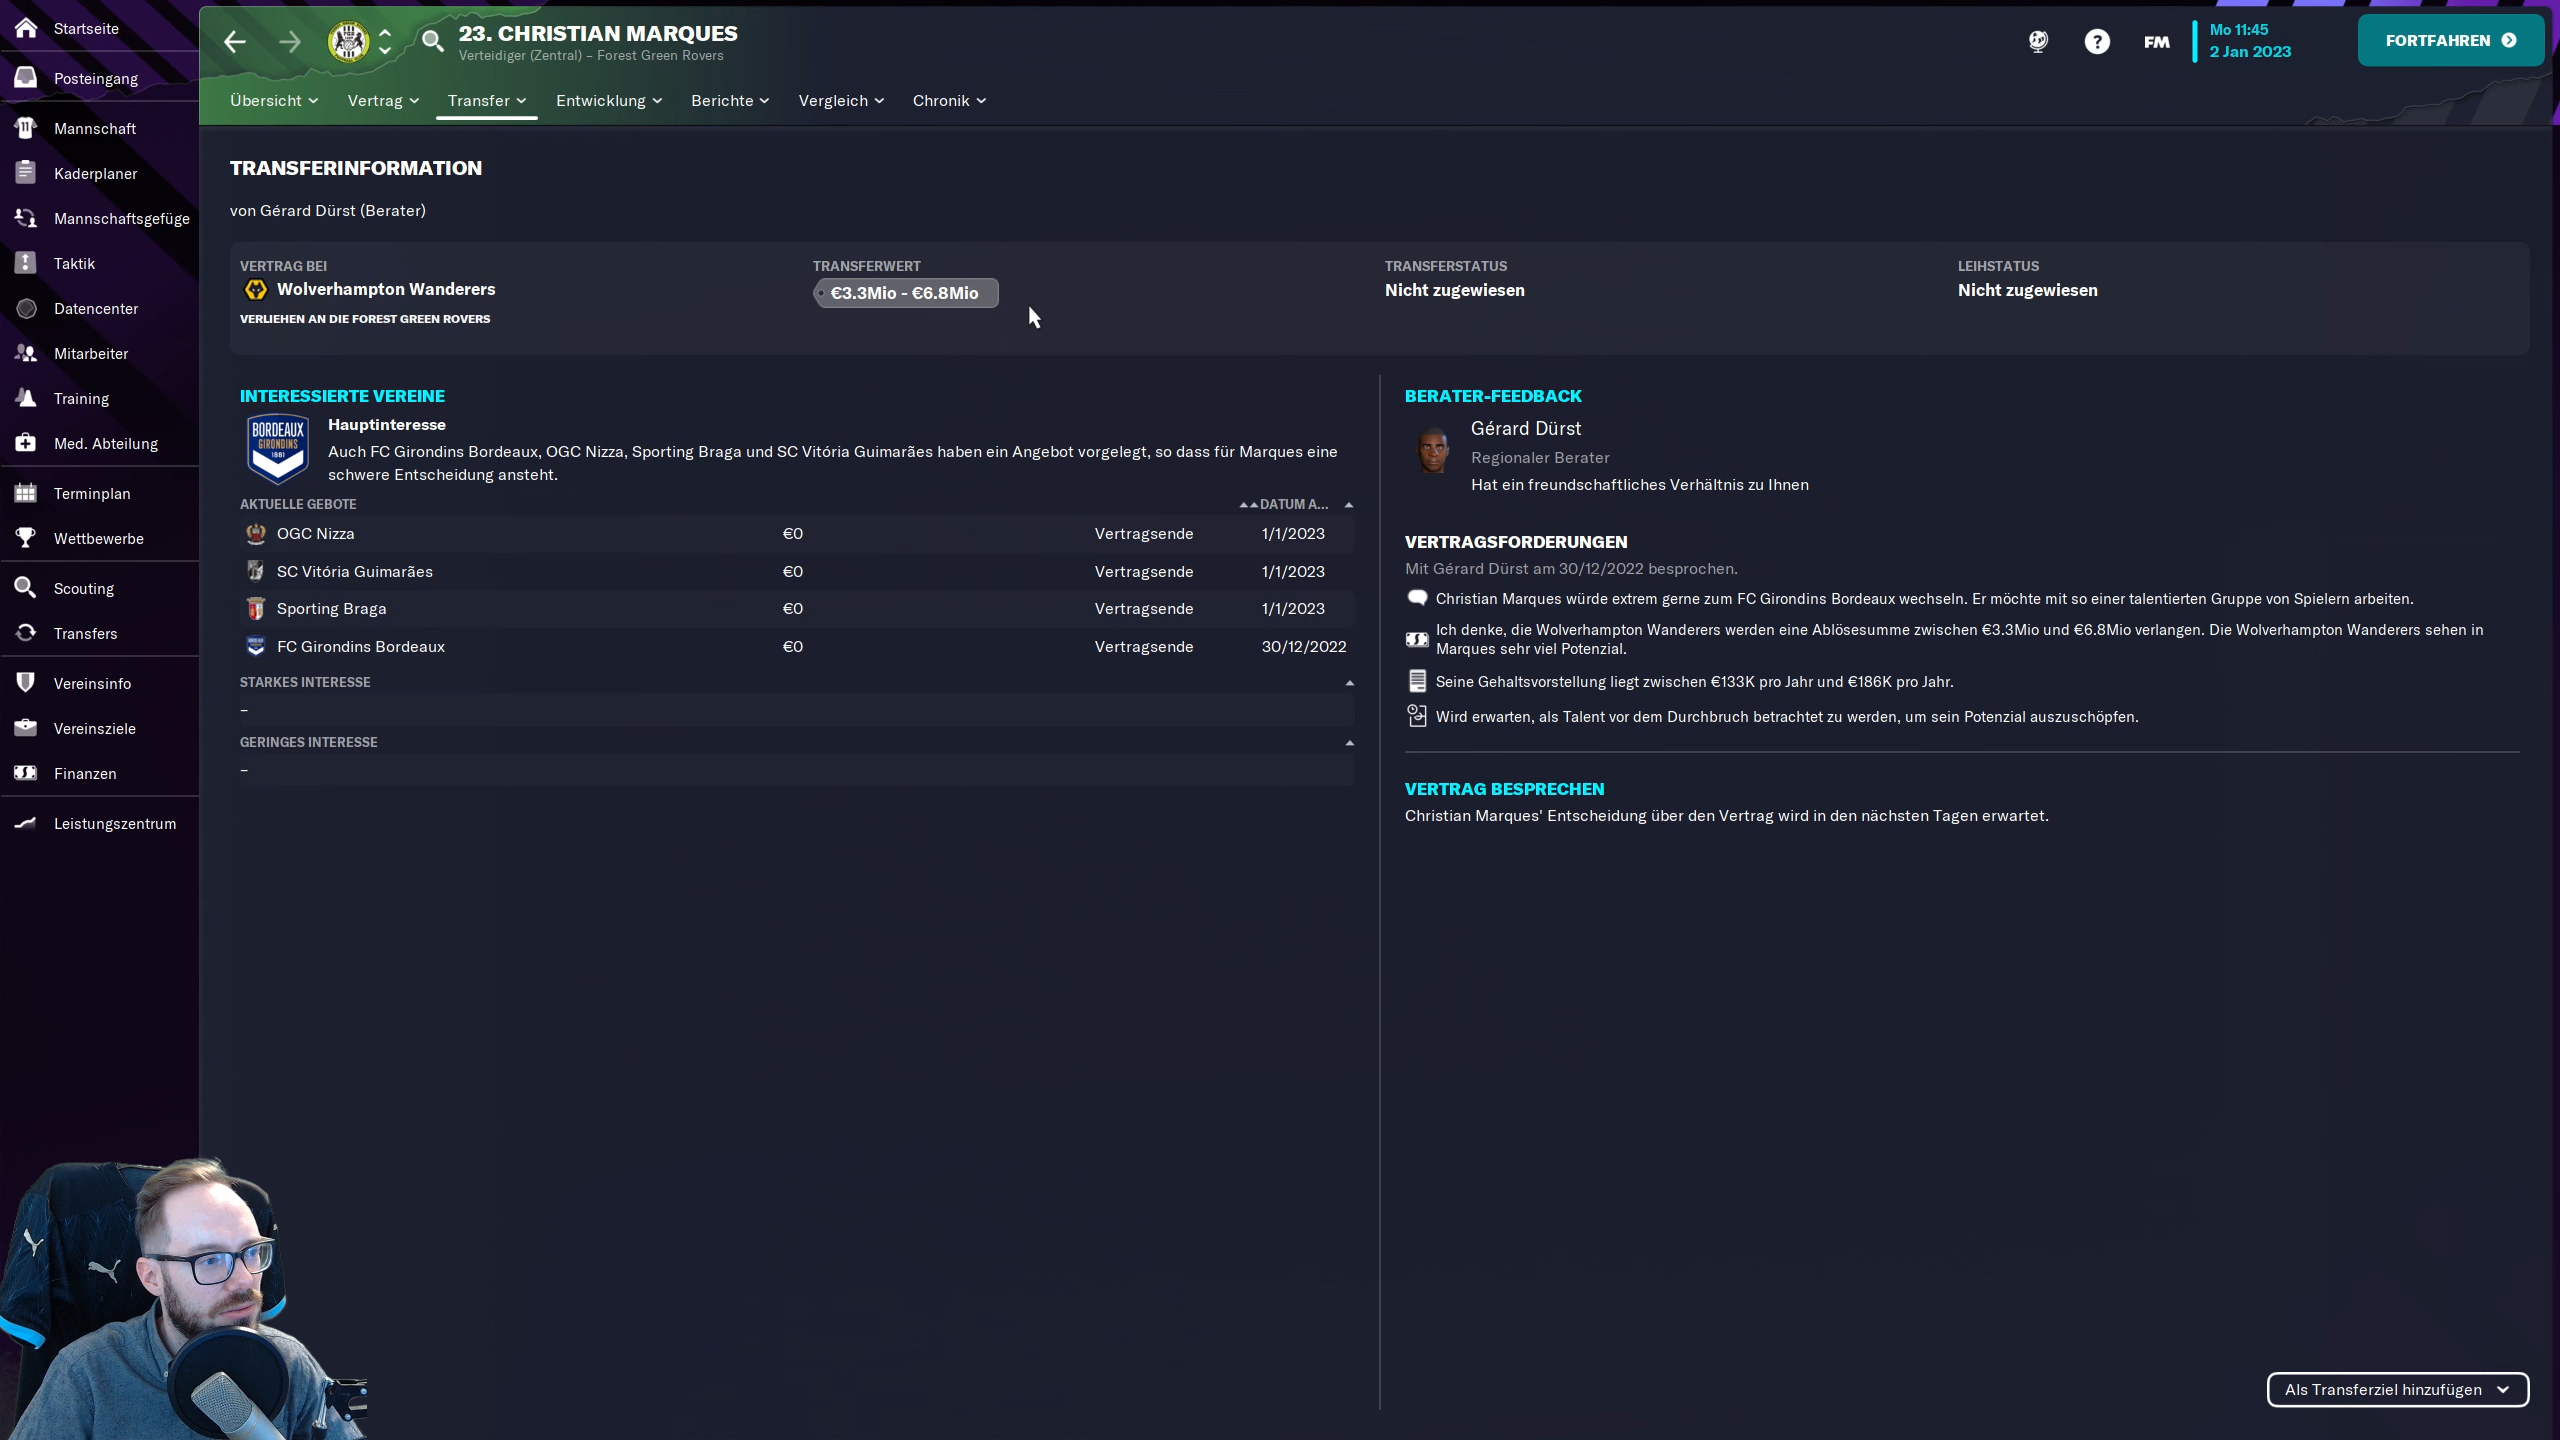 Startseite
Posteingang
Mannschaft
Kaderplaner
Mannschaftsgefüge
Taktik
Datencenter
Mitarbeiter
Training
Med. Abteilung
Terminplan
Wettbewerbe
Scouting
Transfers
Vereinsinfo
Vereinsziele
Finanzen
Leistungszentrum
23. CHRISTIAN MARQUES
Verteidiger (Zentral) – Forest Green Rovers
FM
Mo 11:45
2 Jan 2023
FORTFAHREN
Übersicht Vertrag Transfer Entwicklung Berichte Vergleich Chronik
TRANSFERINFORMATION
von Gérard Dürst (Berater)
VERTRAG BEI
Wolverhampton Wanderers
VERLIEHEN AN DIE FOREST GREEN ROVERS
TRANSFERWERT
€3.3Mio - €6.8Mio
TRANSFERSTATUS
Nicht zugewiesen
LEIHSTATUS
Nicht zugewiesen
INTERESSIERTE VEREINE
BORDEAUX
GIRONDINS
1881
Hauptinteresse
Auch FC Girondins Bordeaux, OGC Nizza, Sporting Braga und SC Vitória Guimarães haben ein Angebot vorgelegt, so dass für Marques eine
schwere Entscheidung ansteht.
AKTUELLE GEBOTE DATUM A...
OGC Nizza €0 Vertragsende 1/1/2023
SC Vitória Guimarães €0 Vertragsende 1/1/2023
Sporting Braga €0 Vertragsende 1/1/2023
FC Girondins Bordeaux €0 Vertragsende 30/12/2022
STARKES INTERESSE
–
GERINGES INTERESSE
–
BERATER-FEEDBACK
Gérard Dürst
Regionaler Berater
Hat ein freundschaftliches Verhältnis zu Ihnen
VERTRAGSFORDERUNGEN
Mit Gérard Dürst am 30/12/2022 besprochen.
Christian Marques würde extrem gerne zum FC Girondins Bordeaux wechseln. Er möchte mit so einer talentierten Gruppe von Spielern arbeiten.
Ich denke, die Wolverhampton Wanderers werden eine Ablösesumme zwischen €3.3Mio und €6.8Mio verlangen. Die Wolverhampton Wanderers sehen in
Marques sehr viel Potenzial.
Seine Gehaltsvorstellung liegt zwischen €133K pro Jahr und €186K pro Jahr.
Wird erwarten, als Talent vor dem Durchbruch betrachtet zu werden, um sein Potenzial auszuschöpfen.
VERTRAG BESPRECHEN
Christian Marques' Entscheidung über den Vertrag wird in den nächsten Tagen erwartet.
Als Transferziel hinzufügen